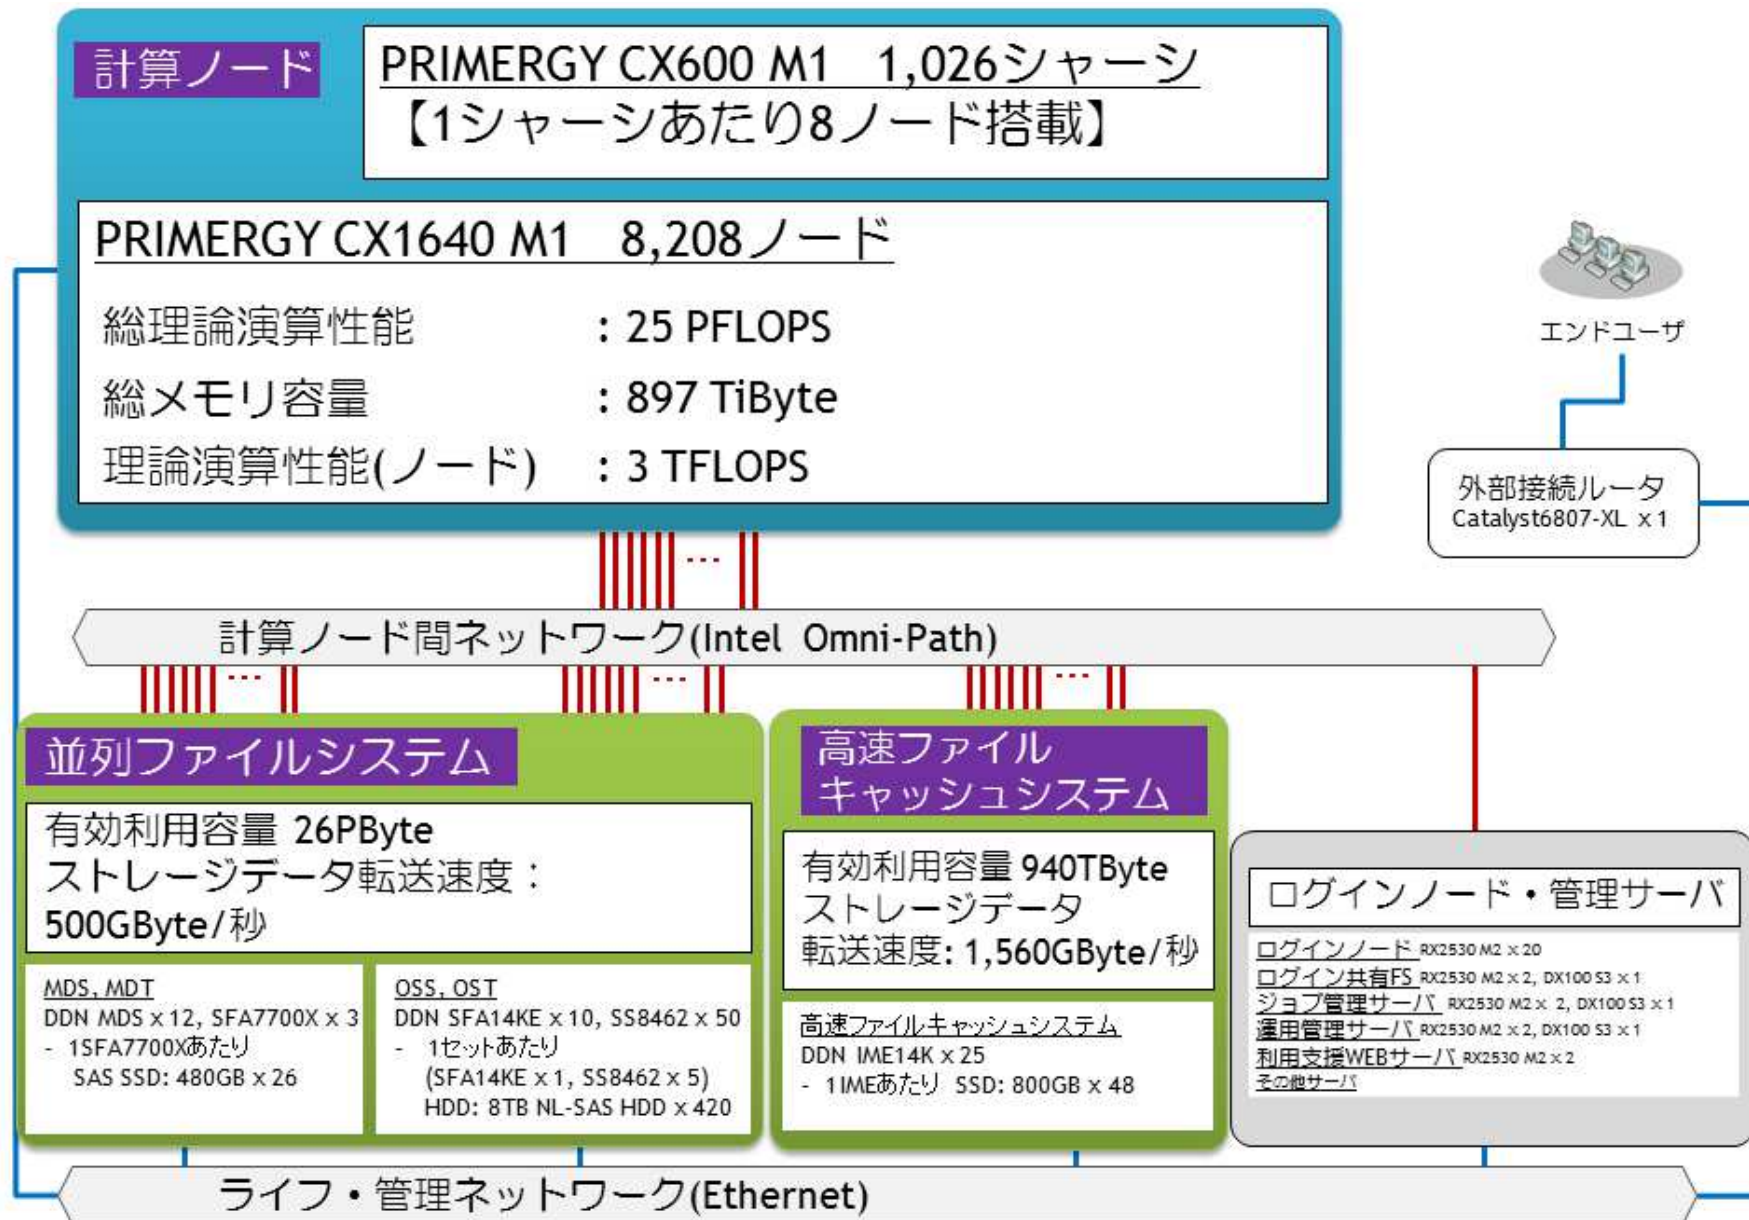 計算ノード
PRIMERGY CX600 M1 1,026シャーシ
【1シャーシあたり8ノード搭載】
PRIMERGY CX1640 M1 8,208ノード
総理論演算性能 : 25 PFLOPS
総メモリ容量 : 897 TiByte
理論演算性能(ノード) : 3 TFLOPS
エンドユーザ
外部接続ルータ
Catalyst6807-XL x 1
...
計算ノード間ネットワーク(Intel Omni-Path)
... ... ...
並列ファイルシステム
有効利用容量 26PByte
ストレージデータ転送速度：
500GByte/秒
MDS, MDT
DDN MDS x 12, SFA7700X x 3
- 1SFA7700Xあたり
SAS SSD: 480GB x 26
OSS, OST
DDN SFA14KE x 10, SS8462 x 50
- 1セットあたり
(SFA14KE x 1, SS8462 x 5)
HDD: 8TB NL-SAS HDD x 420
高速ファイル
キャッシュシステム
有効利用容量 940TByte
ストレージデータ
転送速度: 1,560GByte/秒
高速ファイルキャッシュシステム
DDN IME14K x 25
- 1IMEあたり SSD: 800GB x 48
ログインノード・管理サーバ
ログインノード RX2530 M2 x 20
ログイン共有FS RX2530 M2 x 2, DX100 S3 x 1
ジョブ管理サーバ RX2530 M2 x 2, DX100 S3 x 1
運用管理サーバ RX2530 M2 x 2, DX100 S3 x 1
利用支援WEBサーバ RX2530 M2 x 2
その他サーバ
ライフ・管理ネットワーク(Ethernet)